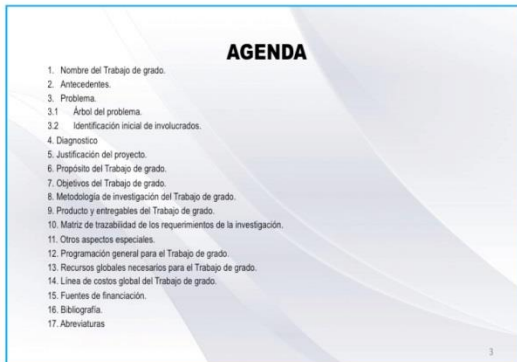 AGENDA
1. Nombre del Trabajo de grado.
2. Antecedentes.
3. Problema.
3.1 Árbol del problema.
3.2 Identificación inicial de involucrados.
4. Diagnostico
5. Justificación del proyecto.
6. Propósito del Trabajo de grado.
7. Objetivos del Trabajo de grado.
8. Metodología de investigación del Trabajo de grado.
9. Producto y entregables del Trabajo de grado.
10. Matriz de trazabilidad de los requerimientos de la investigación.
11. Otros aspectos especiales.
12. Programación general para el Trabajo de grado.
13. Recursos globales necesarios para el Trabajo de grado.
14. Línea de costos global del Trabajo de grado.
15. Fuentes de financiación.
16. Bibliografía.
17. Abreviaturas
3